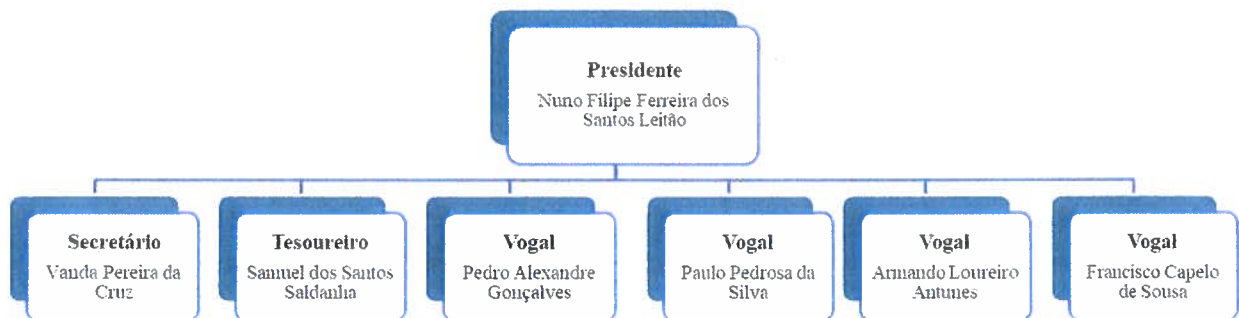 Presidente
Nuno Filipe Ferreira dos
Santos Leitão
Secretário
Vanda Pereira da
Cruz
Tesoureiro
Samuel dos Santos
Saldanha
Vogal
Pedro Alexandre
Gonçalves
Vogal
Paulo Pedrosa da
Silva
Vogal
Armando Loureiro
Antunes
Vogal
Francisco Capelo
de Sousa